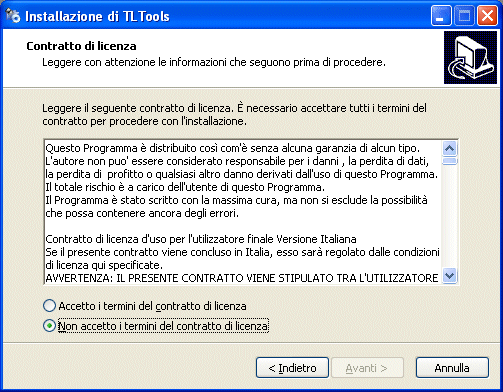 Installazione di TLTools
Contratto di licenza
Leggere con attenzione le informazioni che seguono prima di procedere.
Leggere il seguente contratto di licenza. È necessario accettare tutti i termini del
contratto per procedere con l'installazione.
Questo Programma è distribuito così com'è senza alcuna garanzia di alcun tipo.
L'autore non puo' essere considerato responsabile per i danni , la perdita di dati,
la perdita di  profitto o qualsiasi altro danno derivati dall'uso di questo Programma.
Il totale rischio è a carico dell'utente di questo Programma.
Il Programma è stato scritto con la massima cura, ma non si esclude la possibilità
che possa contenere ancora degli errori.
Contratto di licenza d'uso per l'utilizzatore finale Versione Italiana
Se il presente contratto viene concluso in Italia, esso sarà regolato dalle condizioni
di licenza qui specificate.
AVVERTENZA: IL PRESENTE CONTRATTO VIENE STIPULATO TRA L'UTILIZZATORE
Accetto i termini del contratto di licenza
Non accetto i termini del contratto di licenza
< Indietro
Avanti >
Annulla